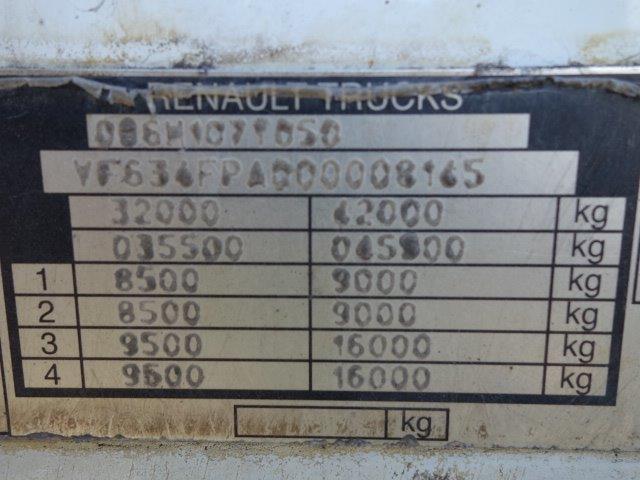 RENAULT TRUCKS
VF634FPA000008145
32000 42000 kg
035500 045500 kg
1 8500 9000 kg
2 8500 9000 kg
3 9500 16000 kg
4 9500 16000 kg
kg